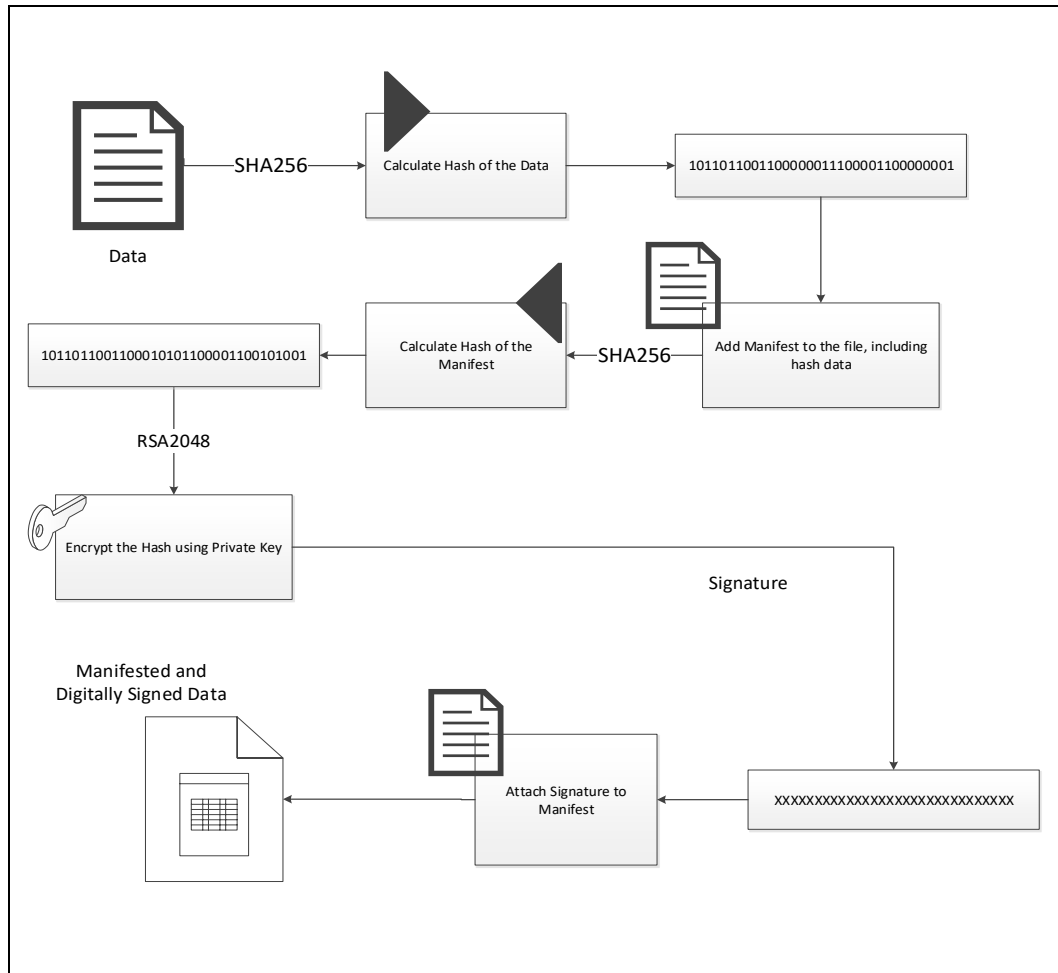 SHA256
Calculate Hash of the Data
101101100110000001110000110000001
Data
101101100110001010110000110010100​1
Calculate Hash of the
Manifest
SHA256
Add Manifest to the file, including
hash data
RSA2048
Encrypt the Hash using Private Key
Signature
Manifested and
Digitally Signed Data
Attach Signature to
Manifest
XXXXXXXXXXXXXXXXXXXXXXXXXXXXXX